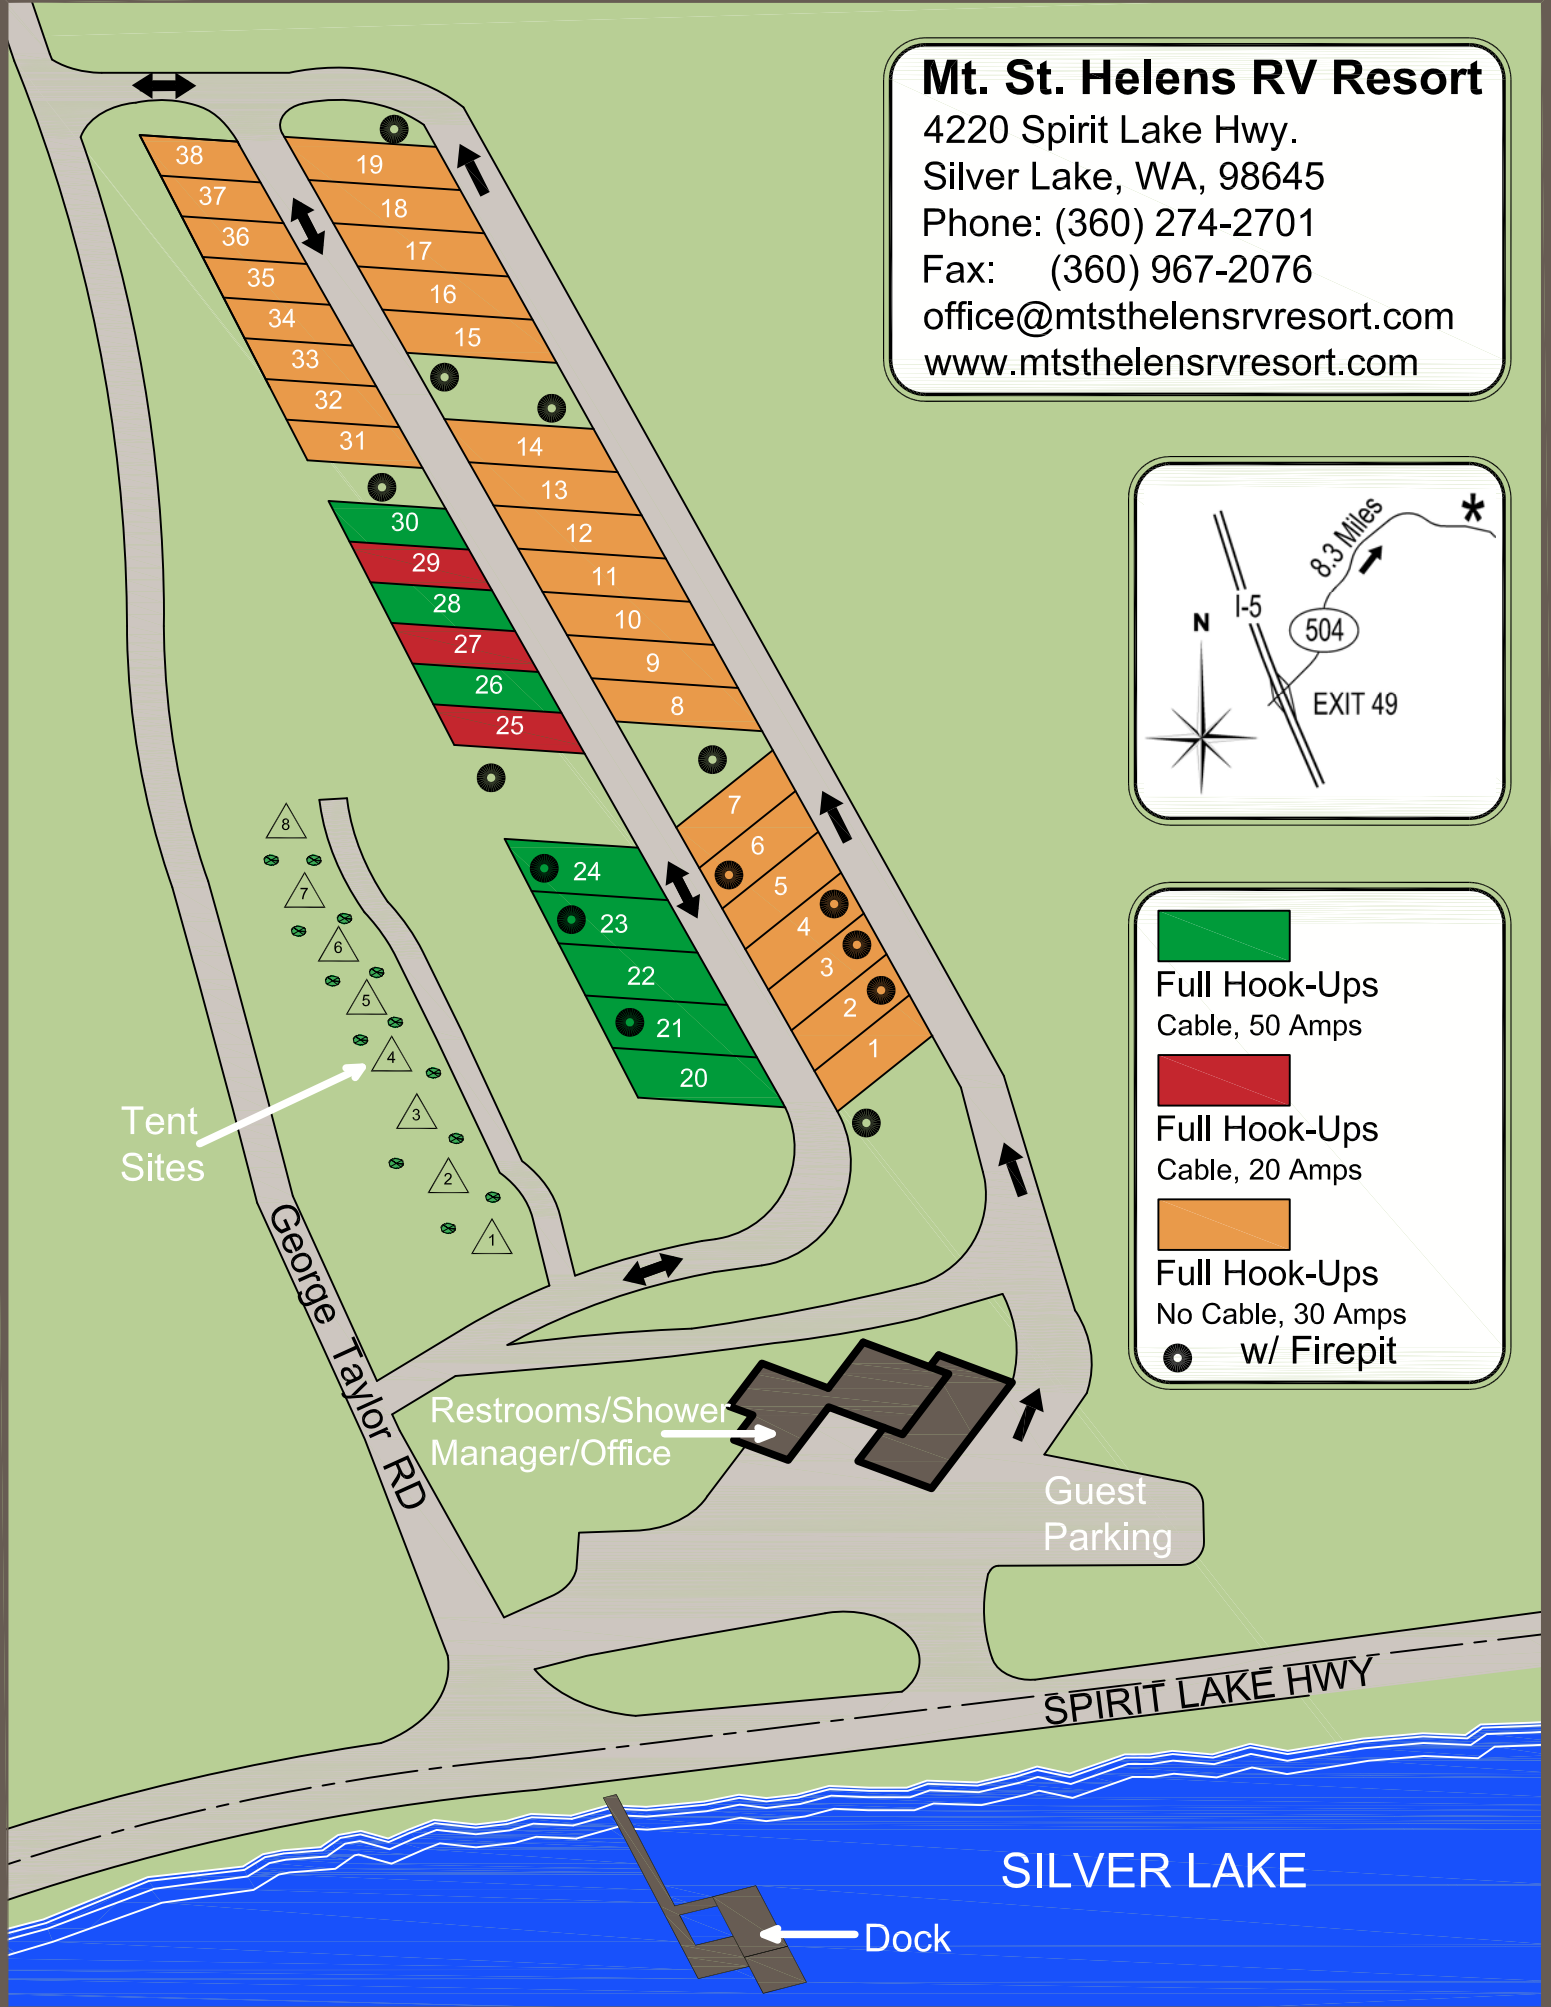 Mt. St. Helens RV Resort
4220 Spirit Lake Hwy.
Silver Lake, WA, 98645
Phone: (360) 274-2701
Fax: (360) 967-2076
office@mtsthelensrvresort.com
www.mtsthelensrvresort.com
38
37
36
35
34
33
32
31
19
18
17
16
15
14
13
12
11
10
9
8
30
29
28
27
26
25
7
6
5
4
3
2
1
24
23
22
21
20
8
7
6
5
4
3
2
1
Tent
Sites
8.3 Miles
*
I-5
N
504
EXIT 49
Full Hook-Ups
Cable, 50 Amps
Full Hook-Ups
Cable, 20 Amps
Full Hook-Ups
No Cable, 30 Amps
w/ Firepit
George Taylor RD
Restrooms/Shower
Manager/Office
Guest
Parking
SPIRIT LAKE HWY
SILVER LAKE
Dock